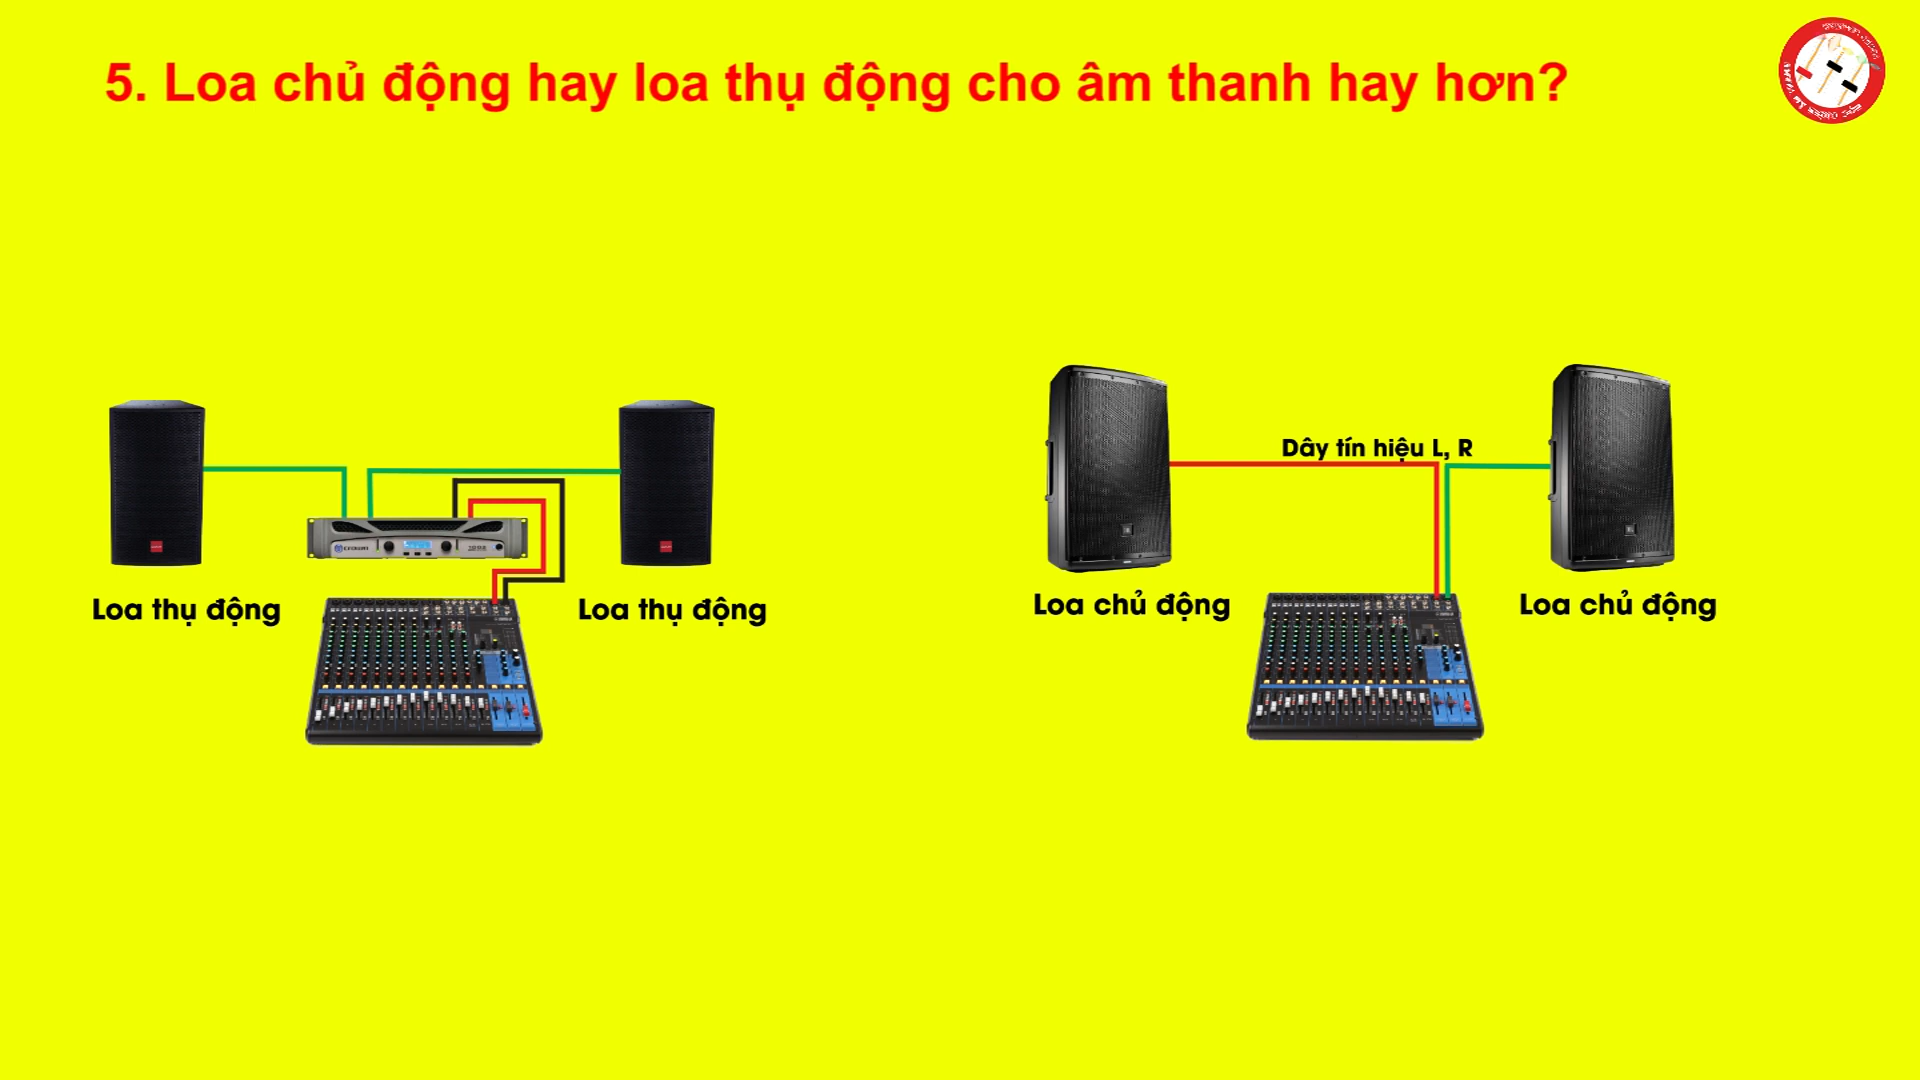 5. Loa chủ động hay loa thụ động cho âm thanh hay hơn?
Dây tín hiệu L, R
Loa thụ động
Loa thụ động
Loa chủ động
Loa chủ động
CROWN